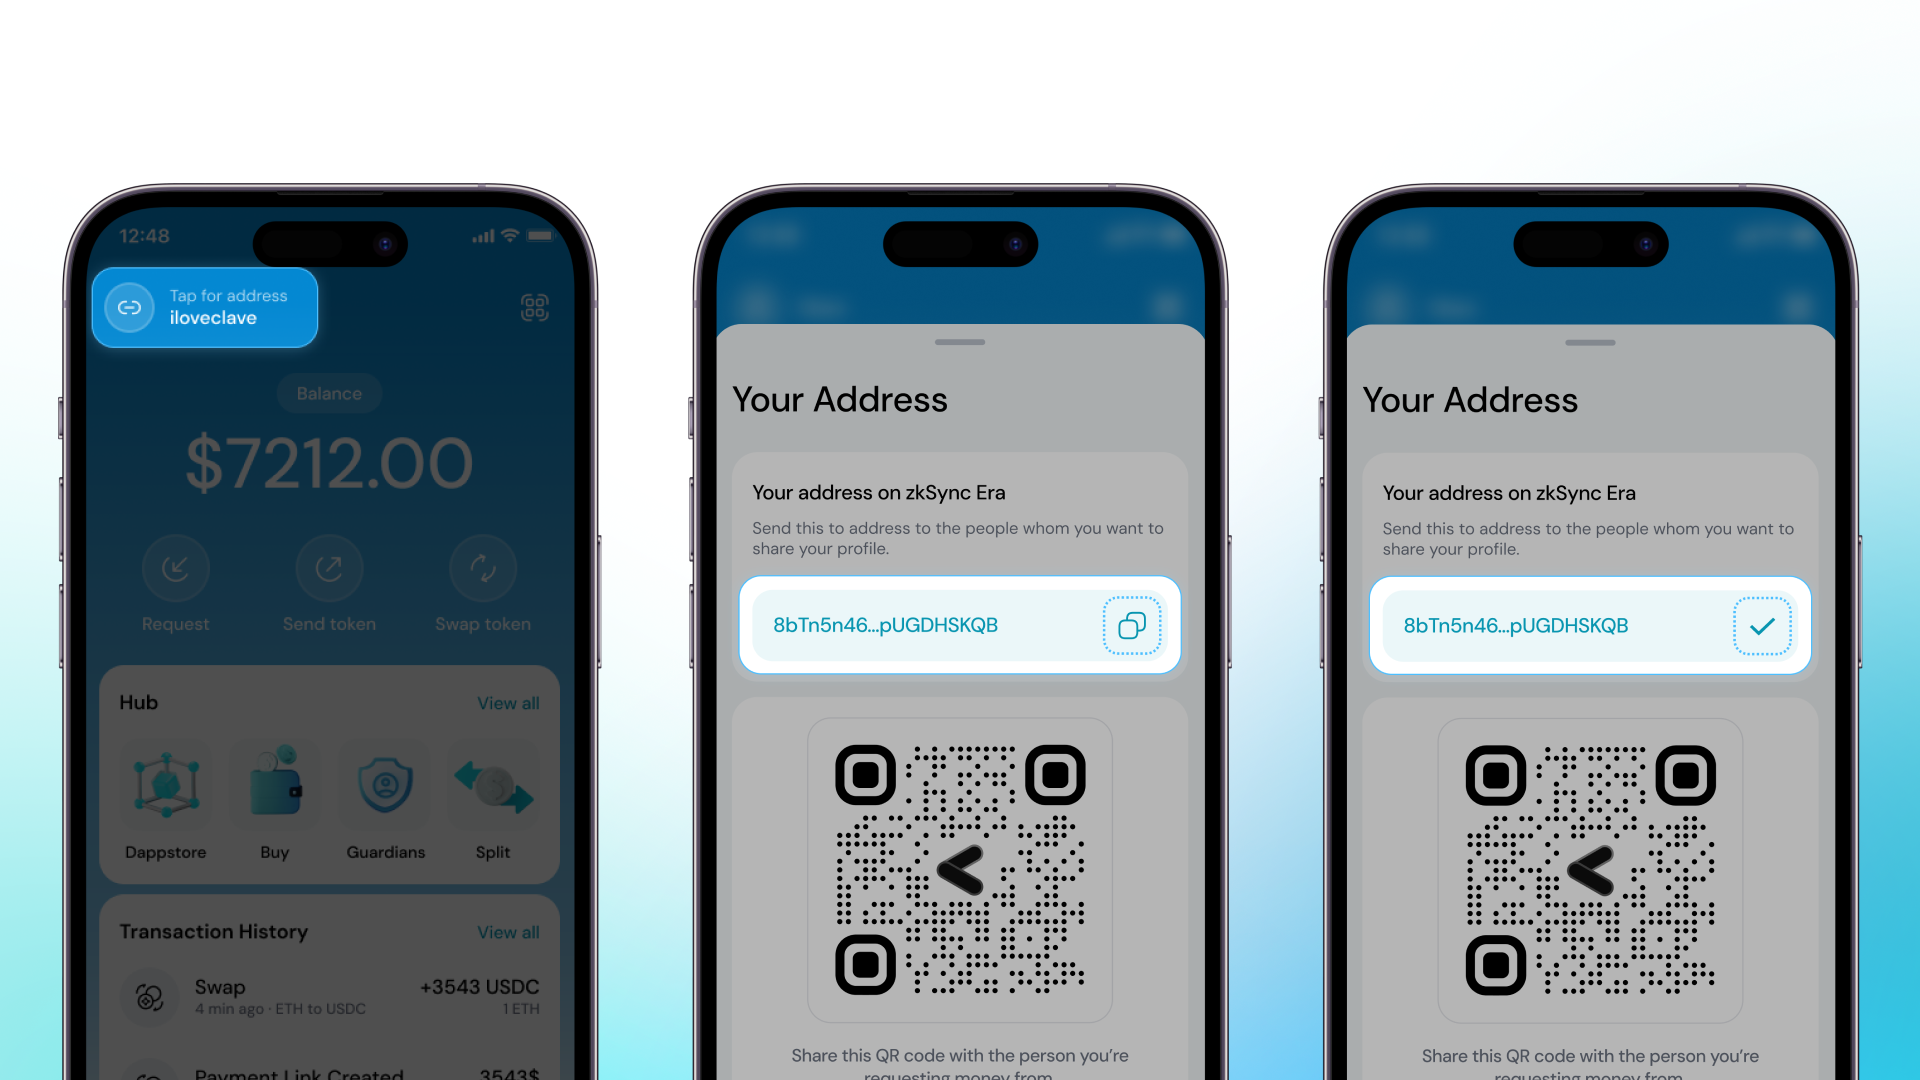 12:48
Tap for address
iloveclave
Balance
$7212.00
Request
Send token
Swap token
Hub
View all
Dappstore
Buy
Guardians
Split
Transaction History
View all
Swap
+3543 USDC
4 min ago · ETH to USDC
1 ETH
Payment Link Created
3543$
Your Address
Your address on zkSync Era
Send this to address to the people whom you want to
share your profile.
8bTn5n46...pUGDHSKQB
Share this QR code with the person you’re
requesting money from
Your Address
Your address on zkSync Era
Send this to address to the people whom you want to
share your profile.
8bTn5n46...pUGDHSKQB
Share this QR code with the person you’re
requesting money from